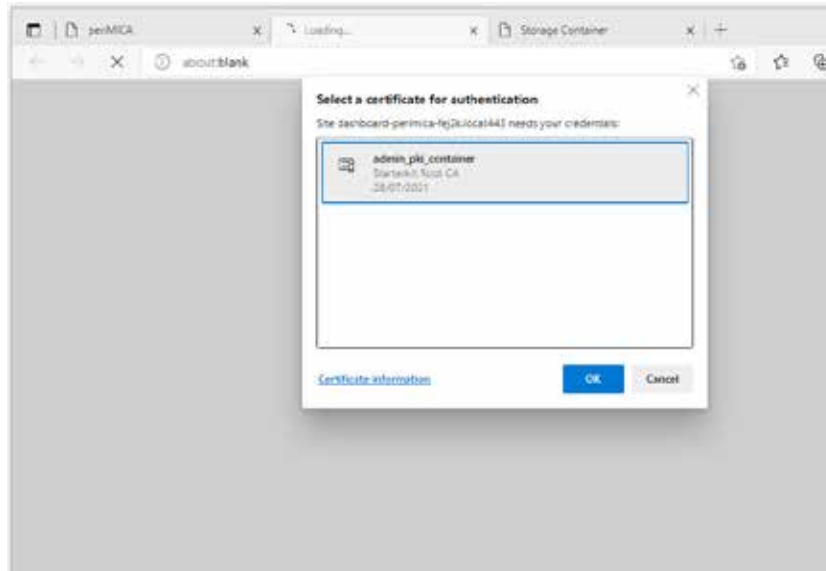 periMICA
Loading...
Storage Container
about:blank
Select a certificate for authentication
Site dashboard-perimica-fej2k.local:443 needs your credentials:
admin_pki_container
Starterkit Root CA
28/07/2021
Certificate information
OK
Cancel